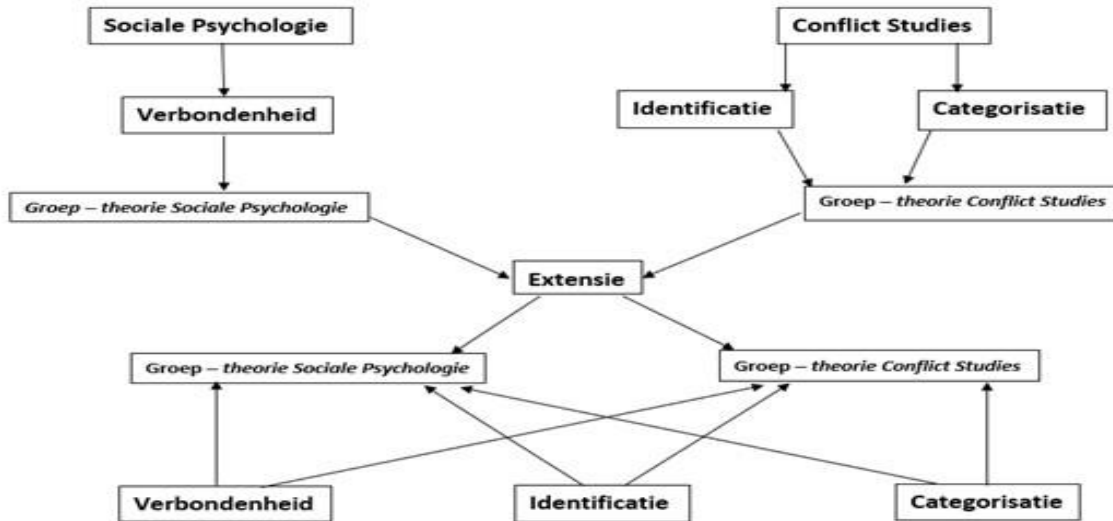 Sociale Psychologie
Conflict Studies
Verbondenheid
Identificatie
Categorisatie
Groep – theorie Sociale Psychologie
Groep – theorie Conflict Studies
Extensie
Groep – theorie Sociale Psychologie
Groep – theorie Conflict Studies
Verbondenheid
Identificatie
Categorisatie